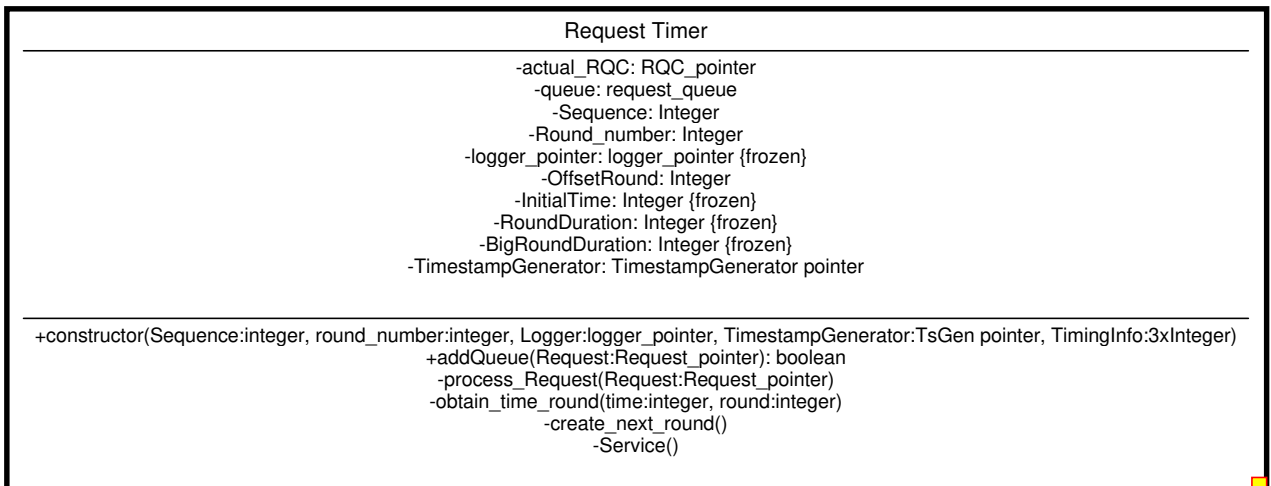 Request Timer
-actual_RQC: RQC_pointer
-queue: request_queue
-Sequence: Integer
-Round_number: Integer
-logger_pointer: logger_pointer {frozen}
-OffsetRound: Integer
-InitialTime: Integer {frozen}
-RoundDuration: Integer {frozen}
-BigRoundDuration: Integer {frozen}
-TimestampGenerator: TimestampGenerator pointer
+constructor(Sequence:integer, round_number:integer, Logger:logger_pointer, TimestampGenerator:TsGen pointer, TimingInfo:3xInteger)
+addQueue(Request:Request_pointer): boolean
-process_Request(Request:Request_pointer)
-obtain_time_round(time:integer, round:integer)
-create_next_round()
-Service()